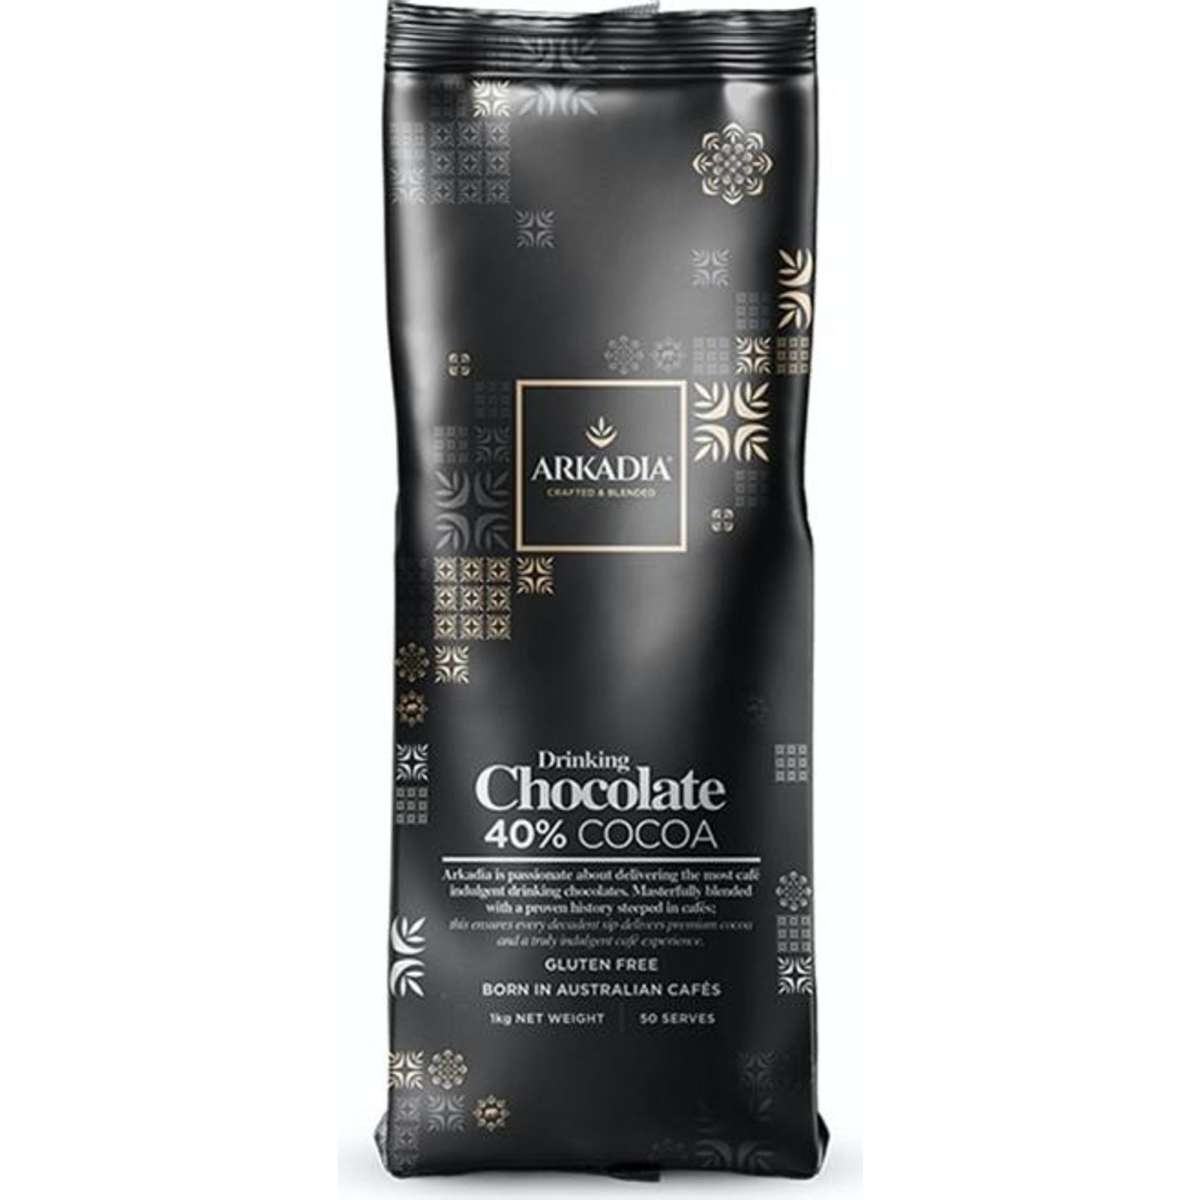 ARKADIA®
CRAFTED & BLENDED
Drinking
Chocolate
40% COCOA
Arkadia is passionate about delivering the most café
indulgent drinking chocolates. Masterfully blended
with a proven history steeped in cafés;
this ensures every decadent sip delivers premium cocoa
and a truly indulgent café experience.
GLUTEN FREE
BORN IN AUSTRALIAN CAFÉS
1kg NET WEIGHT | 50 SERVES